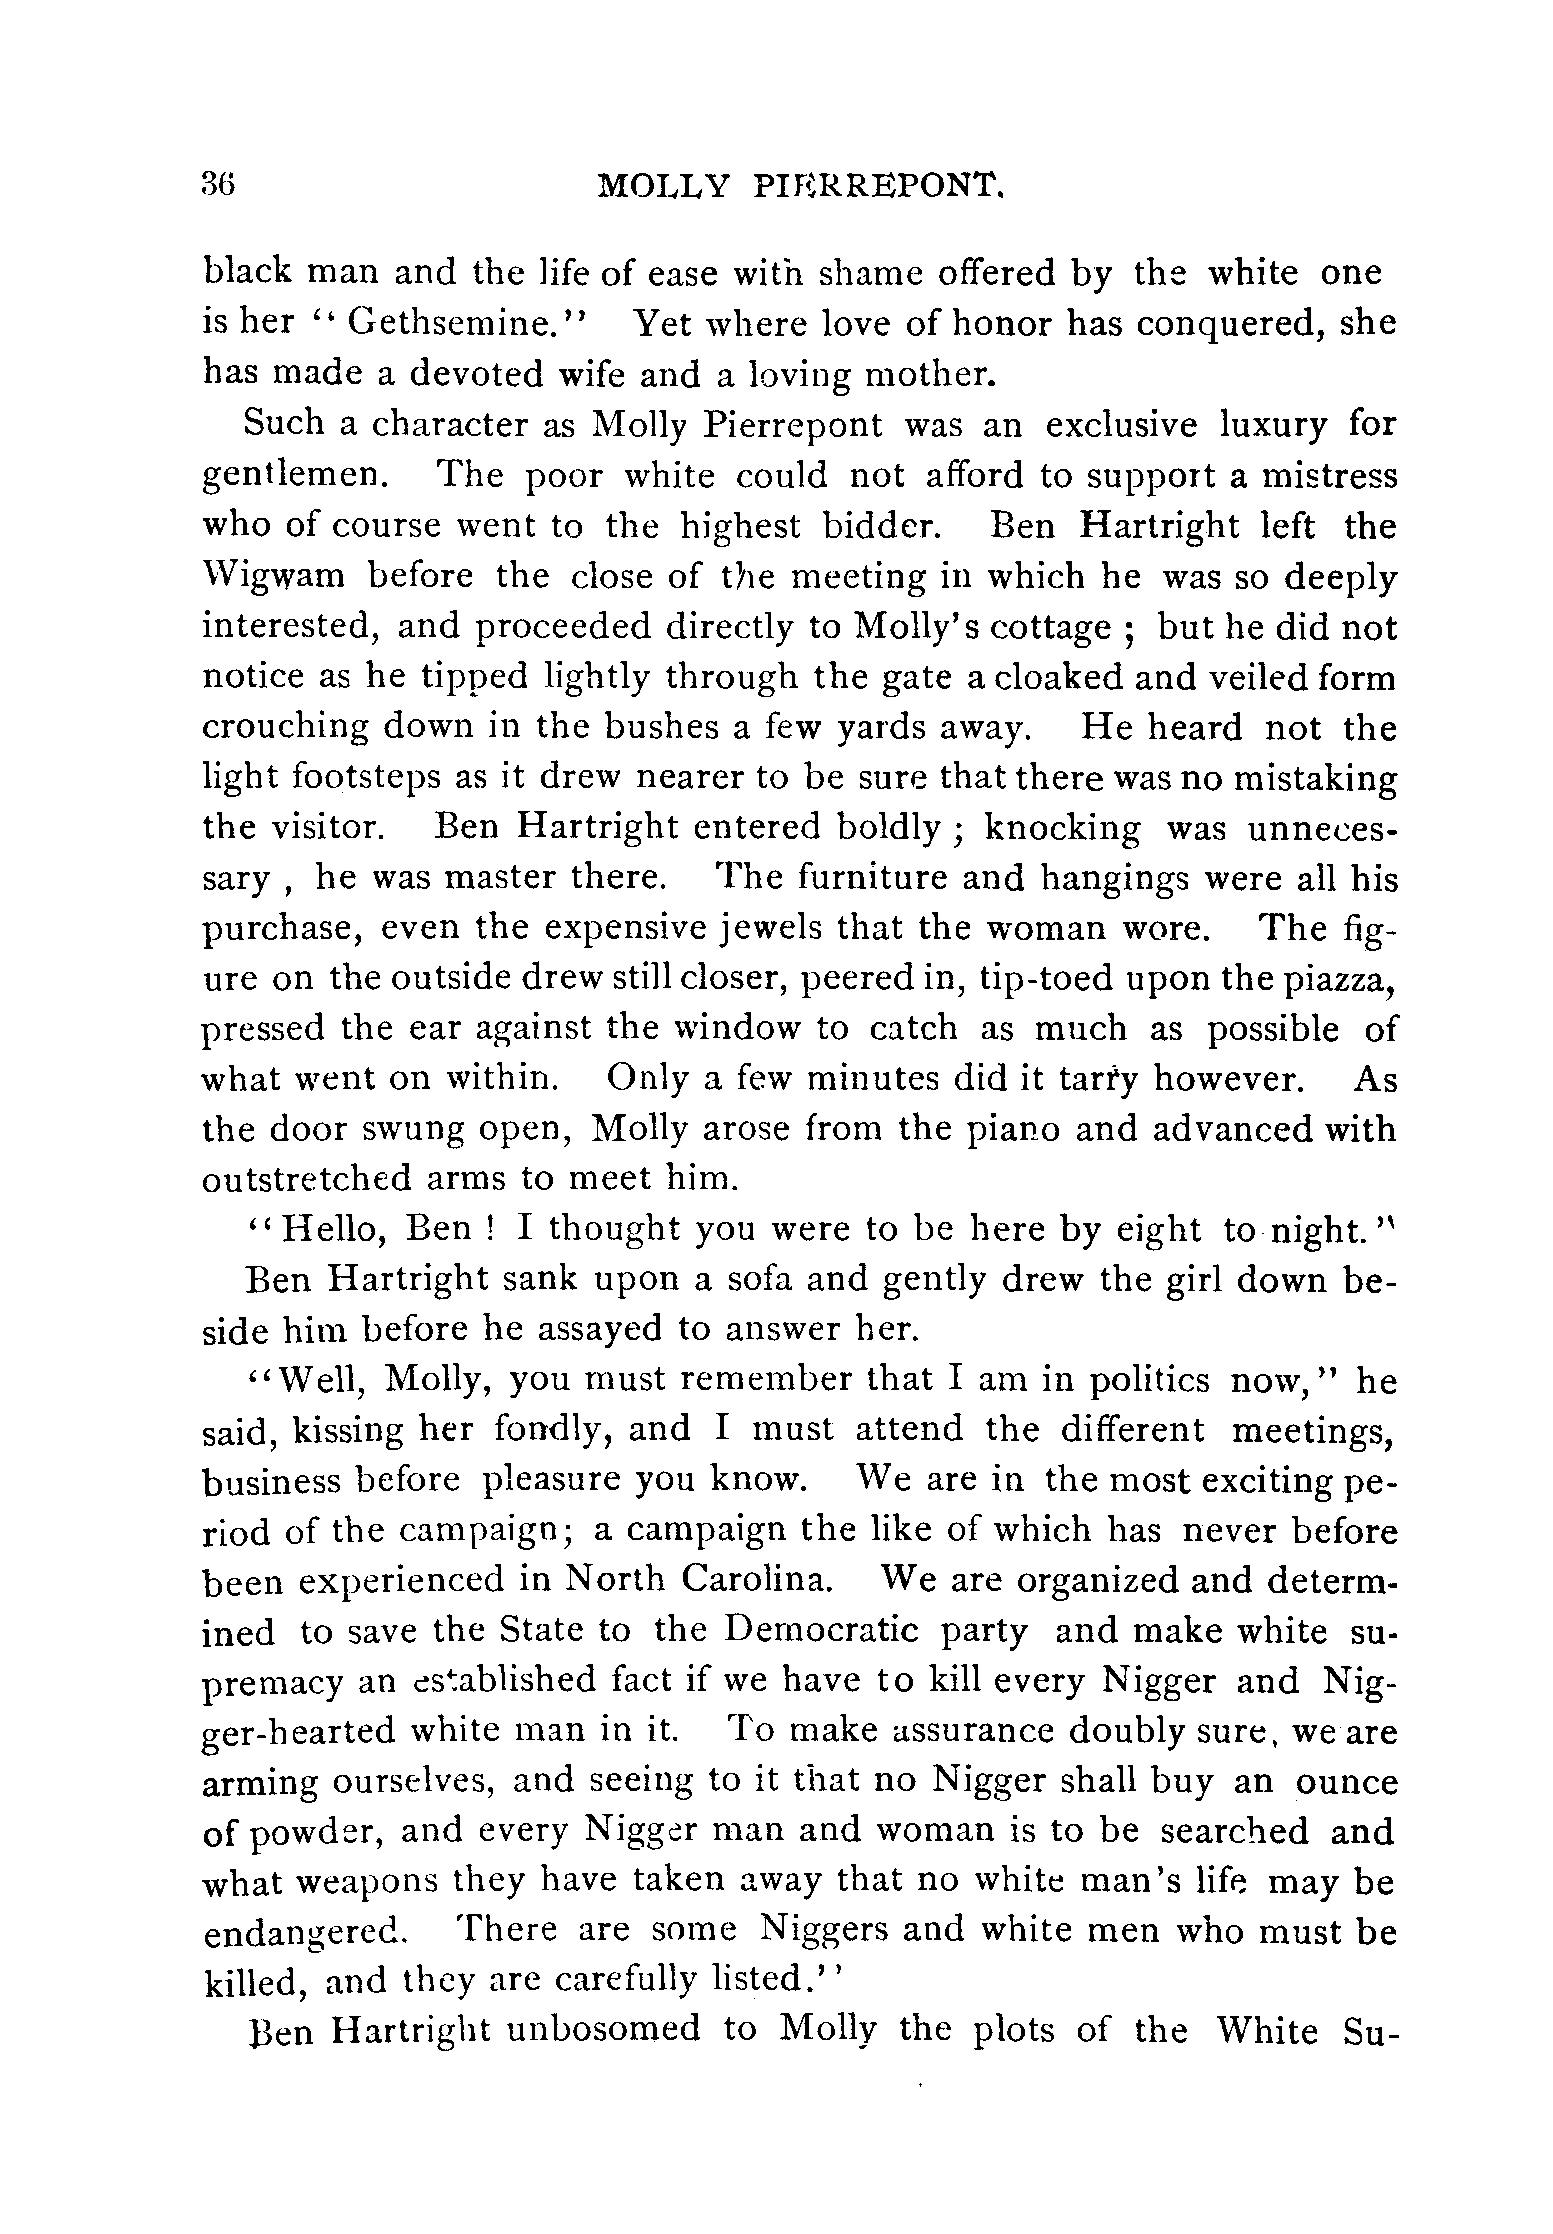 36 MOLLY PIERREPONT.
black man and the life of ease with shame offered by the white one
is her “ Gethsemine.” Yet where love of honor has conquered, she
has made a devoted wife and a loving mother.
Such a character as Molly Pierrepont was an exclusive luxury for
gentlemen. The poor white could not afford to support a mistress
who of course went to the highest bidder. Ben Hartright left the
Wigwam before the close of the meeting in which he was so deeply
interested, and proceeded directly to Molly’s cottage ; but he did not
notice as he tipped lightly through the gate a cloaked and veiled form
crouching down in the bushes a few yards away. He heard not the
light footsteps as it drew nearer to be sure that there was no mistaking
the visitor. Ben Hartright entered boldly ; knocking was unneces-
sary , he was master there. The furniture and hangings were all his
purchase, even the expensive jewels that the woman wore. The fig-
ure on the outside drew still closer, peered in, tip-toed upon the piazza,
pressed the ear against the window to catch as much as possible of
what went on within. Only a few minutes did it tarry however. As
the door swung open, Molly arose from the piano and advanced with
outstretched arms to meet him.
“ Hello, Ben ! I thought you were to be here by eight to-night.”
Ben Hartright sank upon a sofa and gently drew the girl down be-
side him before he assayed to answer her.
“Well, Molly, you must remember that I am in politics now,” he
said, kissing her fondly, and I must attend the different meetings,
business before pleasure you know. We are in the most exciting pe-
riod of the campaign; a campaign the like of which has never before
been experienced in North Carolina. We are organized and determ-
ined to save the State to the Democratic party and make white su-
premacy an established fact if we have to kill every Nigger and Nig-
ger-hearted white man in it. To make assurance doubly sure, we are
arming ourselves, and seeing to it that no Nigger shall buy an ounce
of powder, and every Nigger man and woman is to be searched and
what weapons they have taken away that no white man’s life may be
endangered. There are some Niggers and white men who must be
killed, and they are carefully listed.”
Ben Hartright unbosomed to Molly the plots of the White Su-